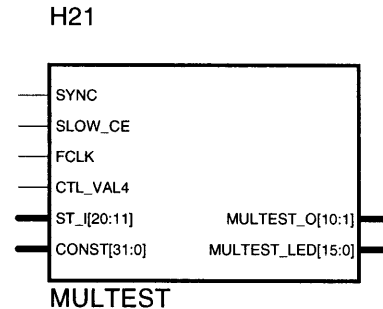 H21
SYNC
SLOW_CE
FCLK
CTL_VAL4
ST_I[20:11] MULTEST_O[10:1]
CONST[31:0] MULTEST_LED[15:0]
MULTEST